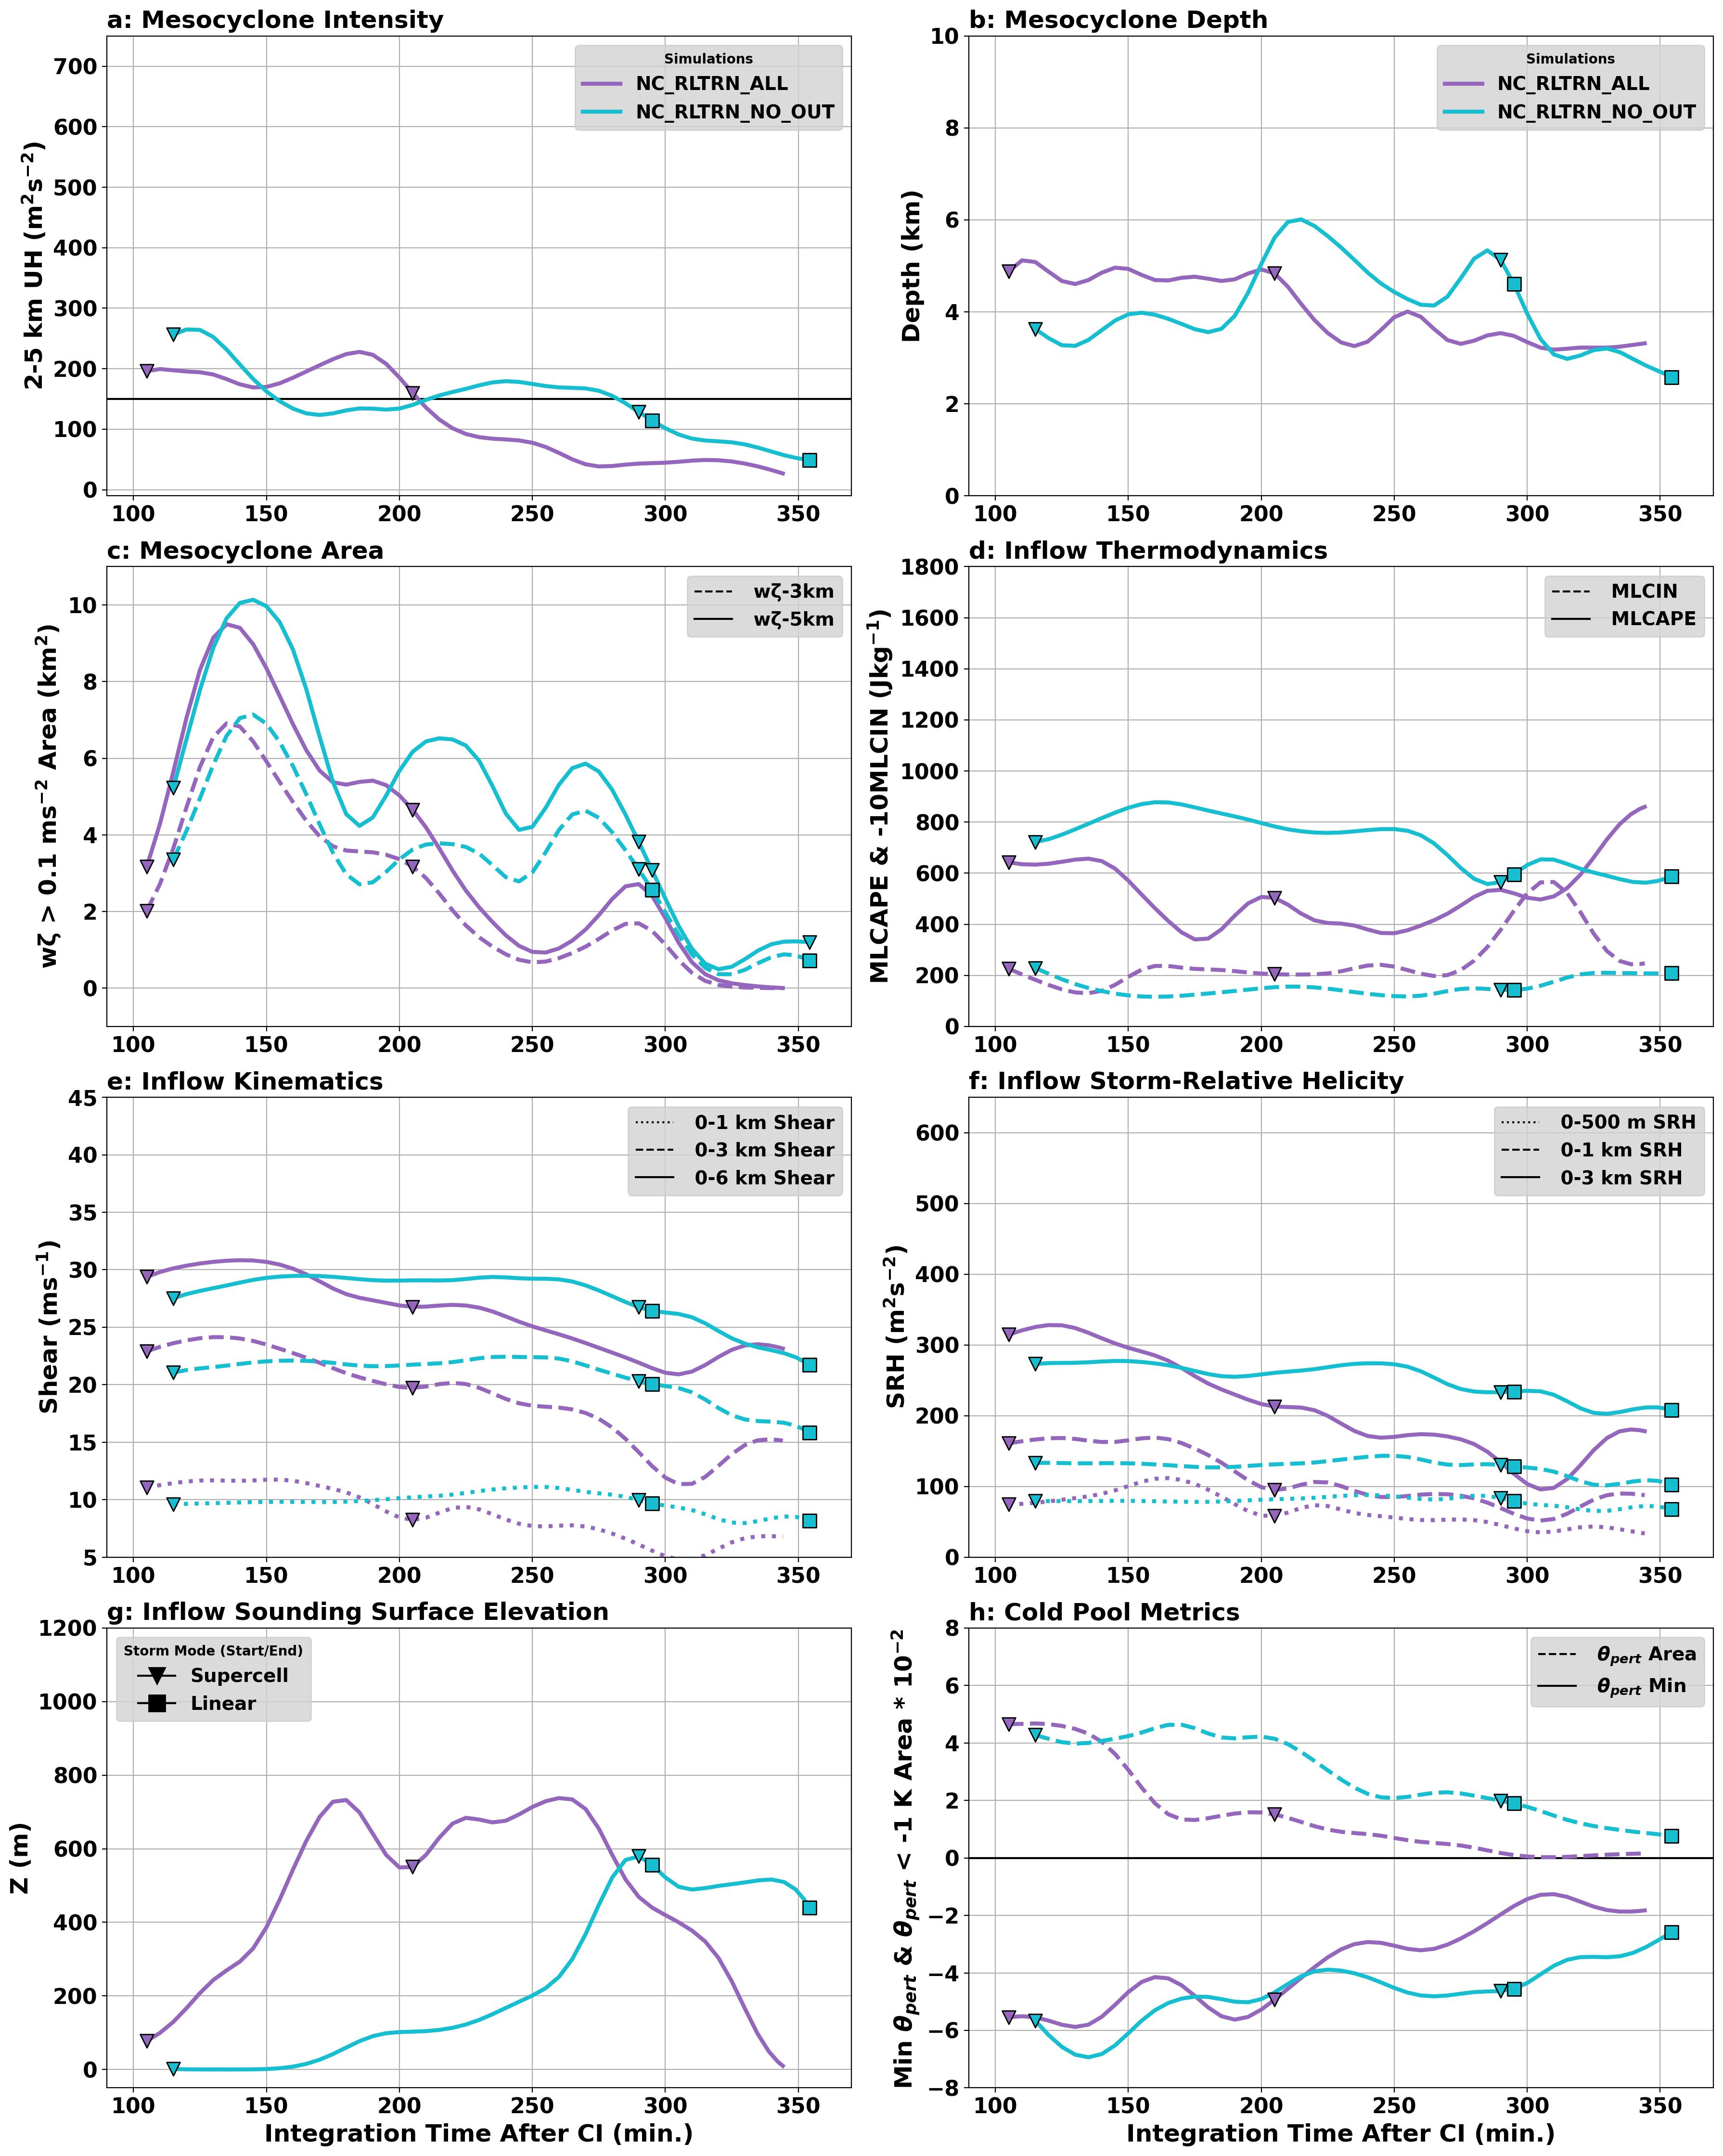 a: Mesocyclone Intensity
2-5 km UH (m²s⁻²)
700
600
500
400
300
200
100
0
100 150 200 250 300 350
Simulations
NC_RLTRN_ALL
NC_RLTRN_NO_OUT
b: Mesocyclone Depth
Depth (km)
10
8
6
4
2
0
100 150 200 250 300 350
Simulations
NC_RLTRN_ALL
NC_RLTRN_NO_OUT
c: Mesocyclone Area
wζ > 0.1 ms⁻² Area (km²)
10
8
6
4
2
0
100 150 200 250 300 350
wζ-3km
wζ-5km
d: Inflow Thermodynamics
MLCAPE & -10MLCIN (Jkg⁻¹)
1800
1600
1400
1200
1000
800
600
400
200
0
100 150 200 250 300 350
MLCIN
MLCAPE
e: Inflow Kinematics
Shear (ms⁻¹)
45
40
35
30
25
20
15
10
5
100 150 200 250 300 350
0-1 km Shear
0-3 km Shear
0-6 km Shear
f: Inflow Storm-Relative Helicity
SRH (m²s⁻²)
600
500
400
300
200
100
0
100 150 200 250 300 350
0-500 m SRH
0-1 km SRH
0-3 km SRH
g: Inflow Sounding Surface Elevation
Z (m)
1200
1000
800
600
400
200
0
100 150 200 250 300 350
Integration Time After CI (min.)
Storm Mode (Start/End)
Supercell
Linear
h: Cold Pool Metrics
Min θpert & θpert < -1 K Area * 10⁻²
8
6
4
2
0
−2
−4
−6
−8
100 150 200 250 300 350
Integration Time After CI (min.)
θpert Area
θpert Min